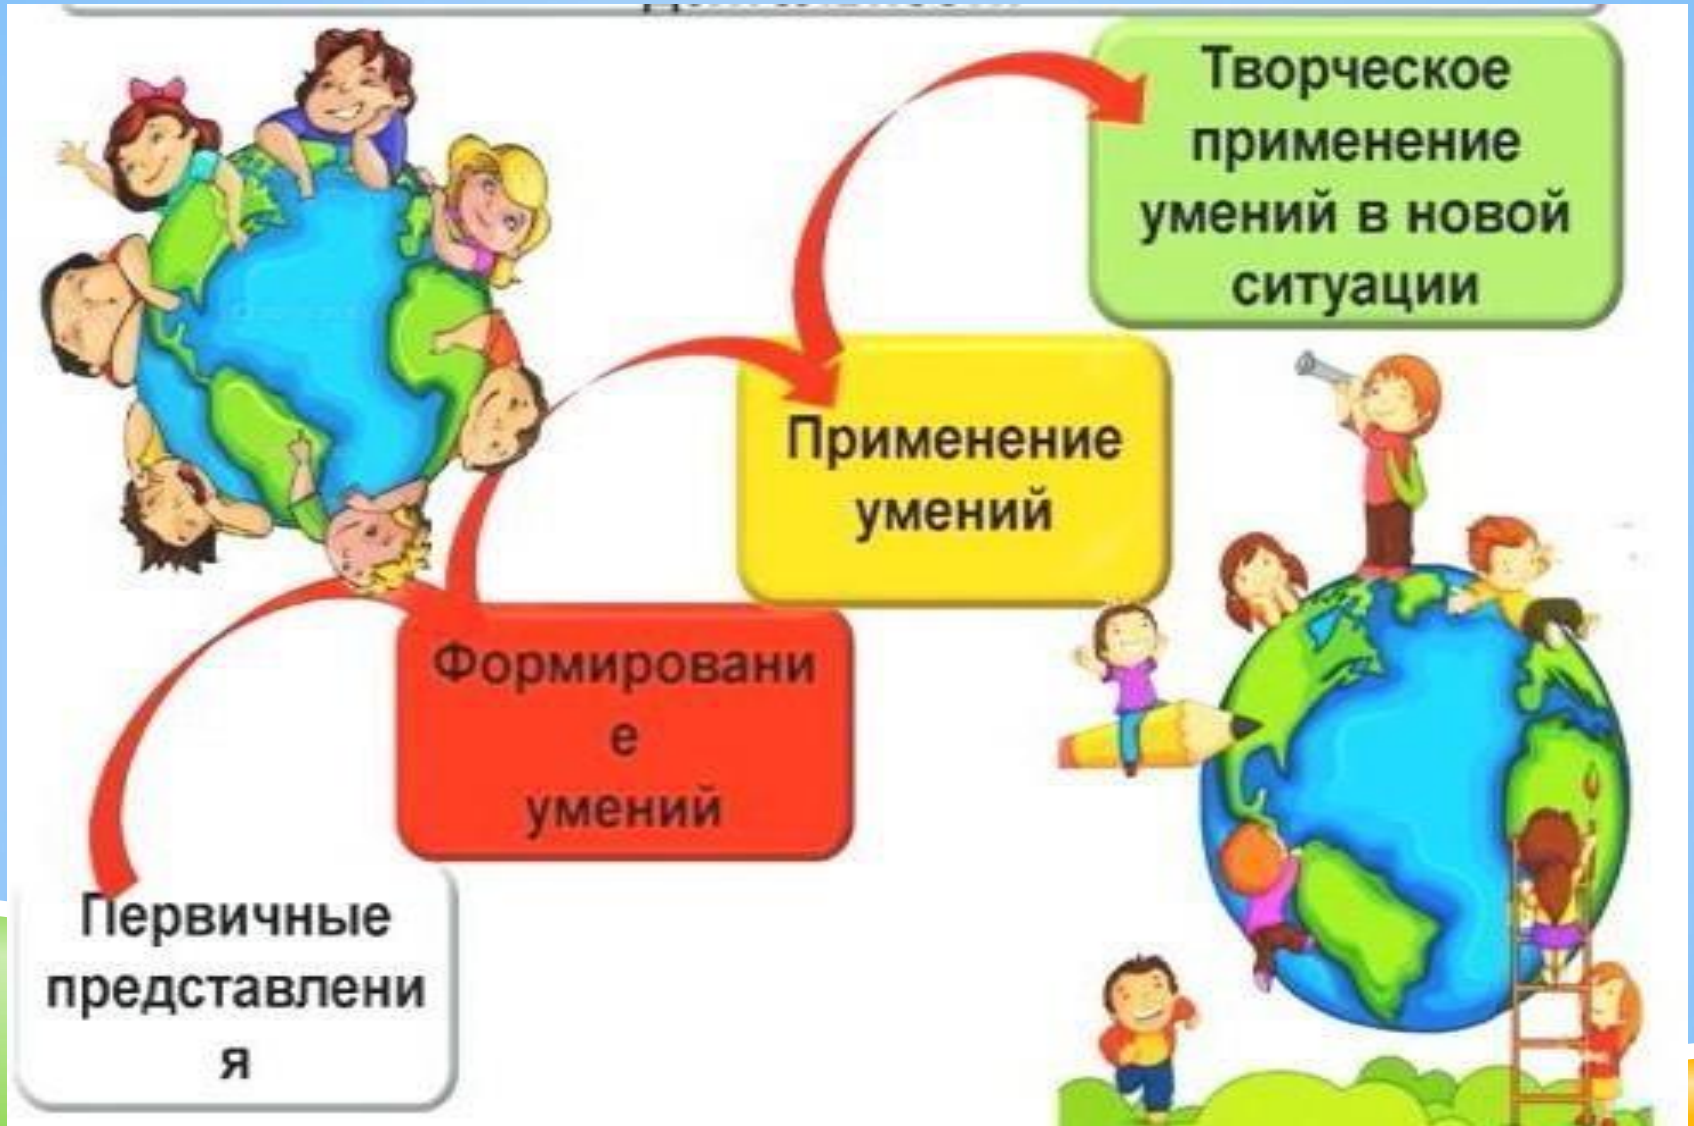 Творческое
применение
умений в новой
ситуации
Применение
умений
Формировани
е
умений
Первичные
представлени
я